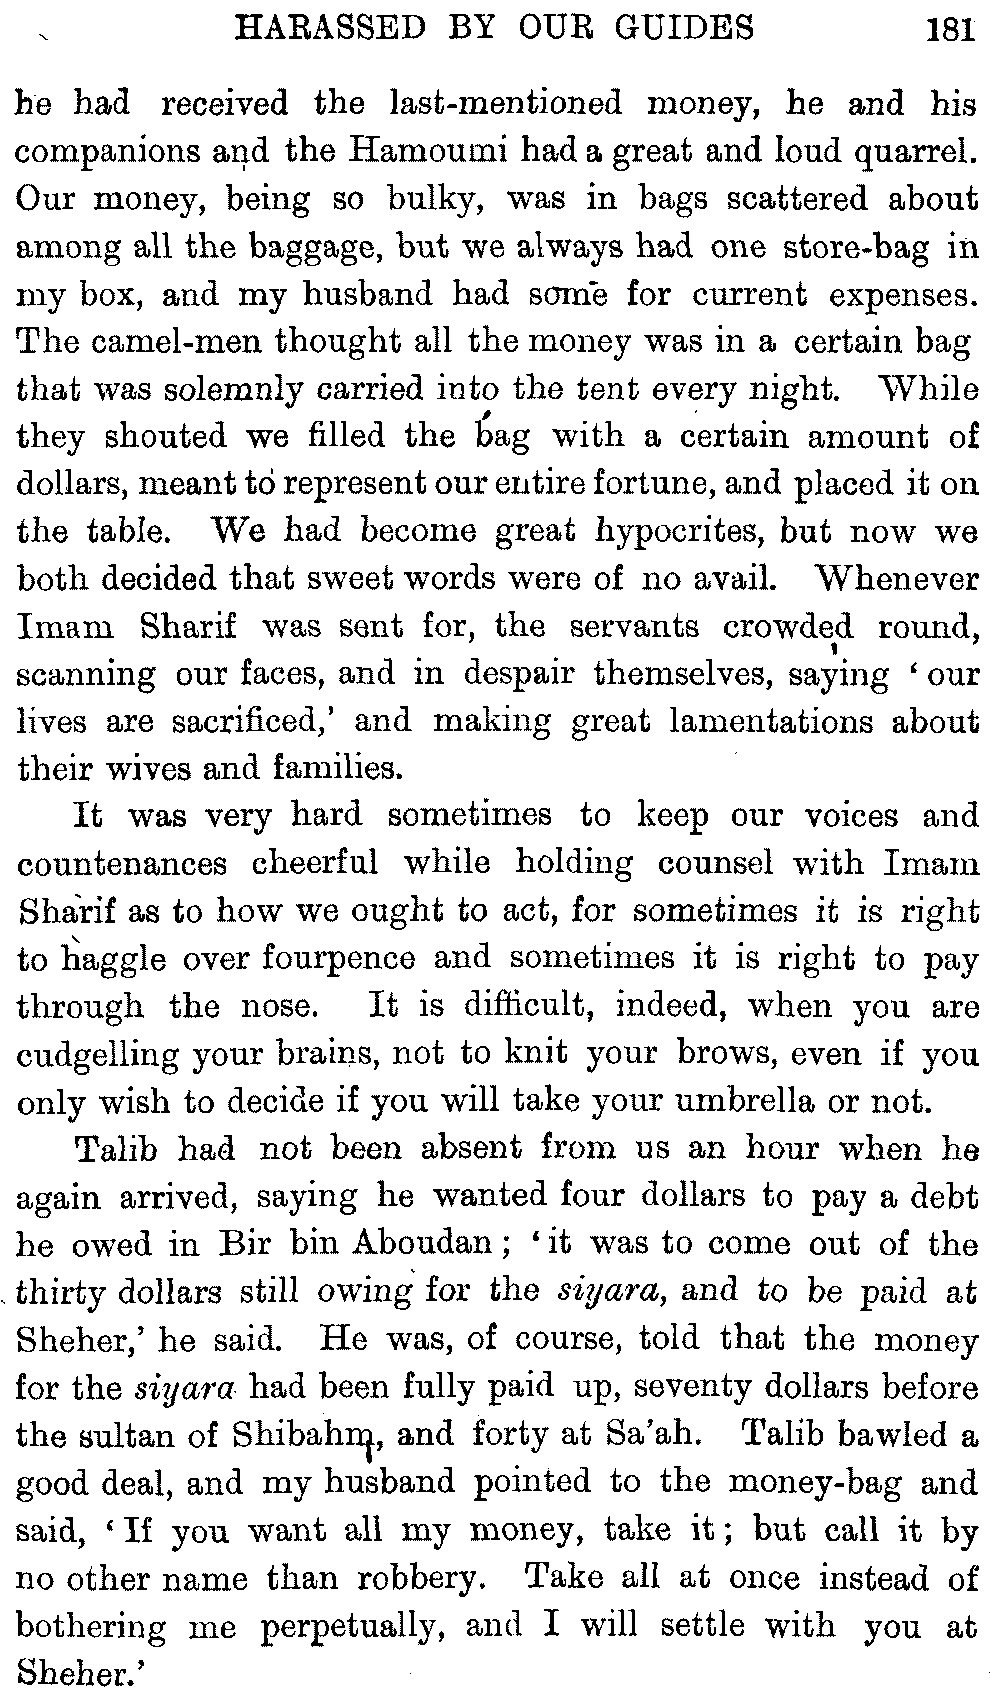 HARASSED BY OUR GUIDES 181
he had received the last-mentioned money, he and his
companions and the Hamoumi had a great and loud quarrel.
Our money, being so bulky, was in bags scattered about
among all the baggage, but we always had one store-bag in
my box, and my husband had some for current expenses.
The camel-men thought all the money was in a certain bag
that was solemnly carried into the tent every night. While
they shouted we filled the bag with a certain amount of
dollars, meant to represent our entire fortune, and placed it on
the table. We had become great hypocrites, but now we
both decided that sweet words were of no avail. Whenever
Imam Sharif was sent for, the servants crowded round,
scanning our faces, and in despair themselves, saying ‘our
lives are sacrificed,’ and making great lamentations about
their wives and families.
It was very hard sometimes to keep our voices and
countenances cheerful while holding counsel with Imam
Sharif as to how we ought to act, for sometimes it is right
to haggle over fourpence and sometimes it is right to pay
through the nose. It is difficult, indeed, when you are
cudgelling your brains, not to knit your brows, even if you
only wish to decide if you will take your umbrella or not.
Talib had not been absent from us an hour when he
again arrived, saying he wanted four dollars to pay a debt
he owed in Bir bin Aboudan; ‘it was to come out of the
thirty dollars still owing for the siyara, and to be paid at
Sheher,’ he said. He was, of course, told that the money
for the siyara had been fully paid up, seventy dollars before
the sultan of Shibahm, and forty at Sa’ah. Talib bawled a
good deal, and my husband pointed to the money-bag and
said, ‘If you want all my money, take it; but call it by
no other name than robbery. Take all at once instead of
bothering me perpetually, and I will settle with you at
Sheher.’